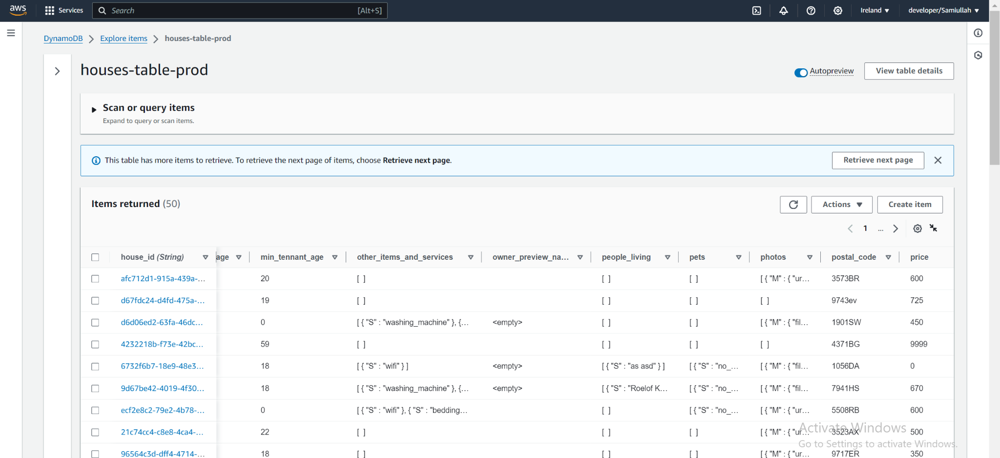 aws Services Search [Alt+S] Ireland ▼ developer/Samiullah ▼
DynamoDB > Explore items > houses-table-prod
houses-table-prod
Autopreview View table details
Scan or query items
Expand to query or scan items.
This table has more items to retrieve. To retrieve the next page of items, choose Retrieve next page.
Retrieve next page
Items returned (50)
Actions ▼ Create item
1 ...
house_id (String) age min_tennant_age other_items_and_services owner_preview_na... people_living pets photos postal_code price
afc712d1-915a-439a-... 20 [ ] [ ] [ ] [ { "M" : { "ur... 3573BR 600
d67fdc24-d4fd-475a-... 19 [ ] [ ] [ ] [ ] 9743ev 725
d6d06ed2-63fa-46dc... 0 [ { "S" : "washing_machine" }, {... <empty> [ ] [ ] [ { "M" : { "fil... 1901SW 450
4232218b-f73e-42bc... 59 [ ] [ ] [ ] [ ] 4371BG 9999
6732f6b7-18e9-48e3... 18 [ { "S" : "wifi" } ] <empty> [ { "S" : "as asd" } ] [ { "S" : "no_... [ { "M" : { "fil... 1056DA 0
9d67be42-4019-4f30... 18 [ { "S" : "washing_machine" }, {... <empty> [ { "S" : "Roelof K... [ { "S" : "no_... [ { "M" : { "fil... 7941HS 670
ecf2e8c2-79e2-4b78-... 0 [ { "S" : "wifi" }, { "S" : "bedding... [ ] [ { "S" : "no_... [ { "M" : { "ur... 5508RB 600
21c74cc4-c8e8-4ca4-... 22 [ ] [ ] [ ] [ { "M" : { "ur... 3523AX 500
Activate Windows
Go to Settings to activate Windows.
96564c3d-dff4-4714-... 18 [ ] [ ] [ ] [ { "M" : { "ur... 9717ER 350